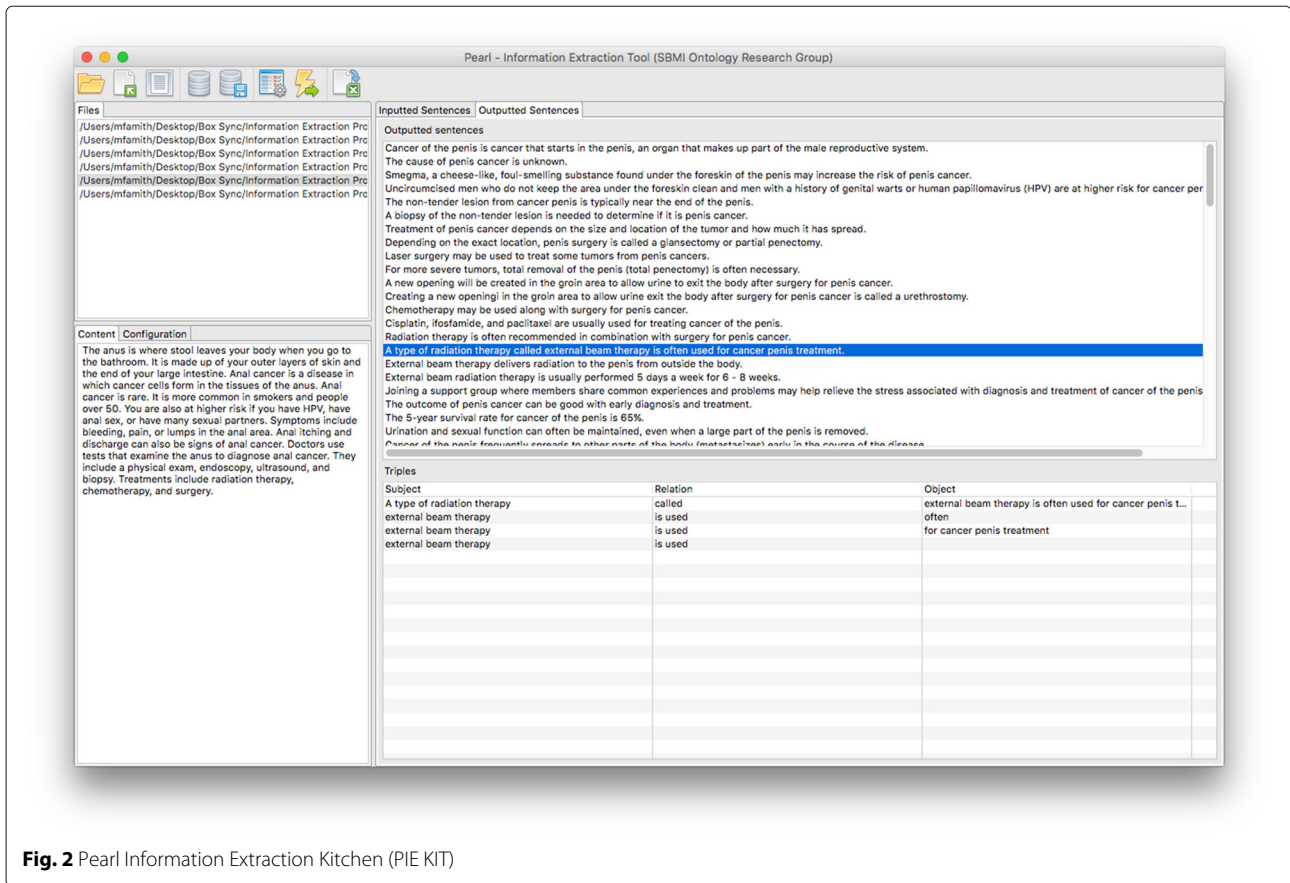 Pearl - Information Extraction Tool (SBMI Ontology Research Group)
Files
/Users/mfamith/Desktop/Box Sync/Information Extraction Prc
/Users/mfamith/Desktop/Box Sync/Information Extraction Prc
/Users/mfamith/Desktop/Box Sync/Information Extraction Prc
/Users/mfamith/Desktop/Box Sync/Information Extraction Prc
/Users/mfamith/Desktop/Box Sync/Information Extraction Prc
/Users/mfamith/Desktop/Box Sync/Information Extraction Prc
Content Configuration
The anus is where stool leaves your body when you go to
the bathroom. It is made up of your outer layers of skin and
the end of your large intestine. Anal cancer is a disease in
which cancer cells form in the tissues of the anus. Anal
cancer is rare. It is more common in smokers and people
over 50. You are also at higher risk if you have HPV, have
anal sex, or have many sexual partners. Symptoms include
bleeding, pain, or lumps in the anal area. Anal itching and
discharge can also be signs of anal cancer. Doctors use
tests that examine the anus to diagnose anal cancer. They
include a physical exam, endoscopy, ultrasound, and
biopsy. Treatments include radiation therapy,
chemotherapy, and surgery.
Inputted Sentences Outputted Sentences
Outputted sentences
Cancer of the penis is cancer that starts in the penis, an organ that makes up part of the male reproductive system.
The cause of penis cancer is unknown.
Smegma, a cheese-like, foul-smelling substance found under the foreskin of the penis may increase the risk of penis cancer.
Uncircumcised men who do not keep the area under the foreskin clean and men with a history of genital warts or human papillomavirus (HPV) are at higher risk for cancer per
The non-tender lesion from cancer penis is typically near the end of the penis.
A biopsy of the non-tender lesion is needed to determine if it is penis cancer.
Treatment of penis cancer depends on the size and location of the tumor and how much it has spread.
Depending on the exact location, penis surgery is called a glansectomy or partial penectomy.
Laser surgery may be used to treat some tumors from penis cancers.
For more severe tumors, total removal of the penis (total penectomy) is often necessary.
A new opening will be created in the groin area to allow urine to exit the body after surgery for penis cancer.
Creating a new openingi in the groin area to allow urine exit the body after surgery for penis cancer is called a urethrostomy.
Chemotherapy may be used along with surgery for penis cancer.
Cisplatin, ifosfamide, and paclitaxel are usually used for treating cancer of the penis.
Radiation therapy is often recommended in combination with surgery for penis cancer.
A type of radiation therapy called external beam therapy is often used for cancer penis treatment.
External beam therapy delivers radiation to the penis from outside the body.
External beam radiation therapy is usually performed 5 days a week for 6 - 8 weeks.
Joining a support group where members share common experiences and problems may help relieve the stress associated with diagnosis and treatment of cancer of the penis
The outcome of penis cancer can be good with early diagnosis and treatment.
The 5-year survival rate for cancer of the penis is 65%.
Urination and sexual function can often be maintained, even when a large part of the penis is removed.
Cancer of the penis frequently spreads to other parts of the body (metastasizes) early in the course of the disease.
Triples
Subject Relation Object
A type of radiation therapy called external beam therapy is often used for cancer penis t...
external beam therapy is used often
external beam therapy is used for cancer penis treatment
external beam therapy is used
Fig. 2 Pearl Information Extraction Kitchen (PIE KIT)